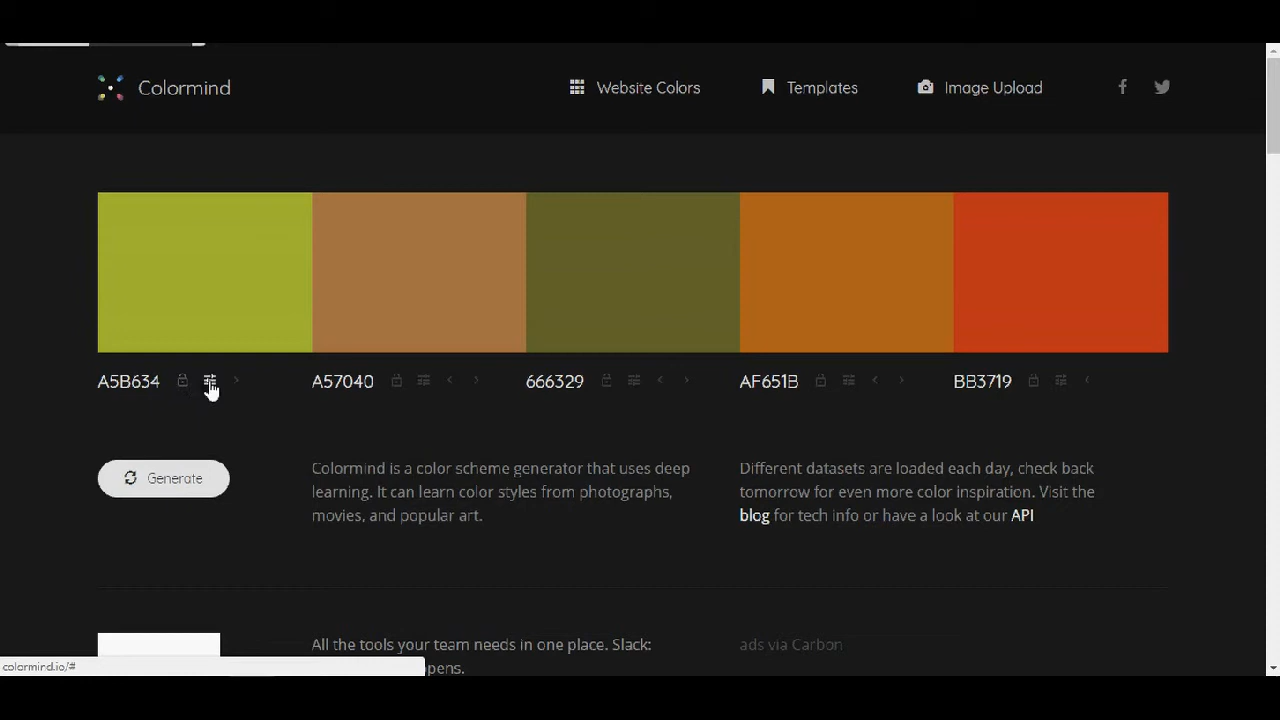 Colormind
Website Colors
Templates
Image Upload
A5B634
A57040
666329
AF651B
BB3719
Generate
Colormind is a color scheme generator that uses deep
learning. It can learn color styles from photographs,
movies, and popular art.
Different datasets are loaded each day, check back
tomorrow for even more color inspiration. Visit the
blog for tech info or have a look at our API
All the tools your team needs in one place. Slack:
pens.
ads via Carbon
colormind.io/#